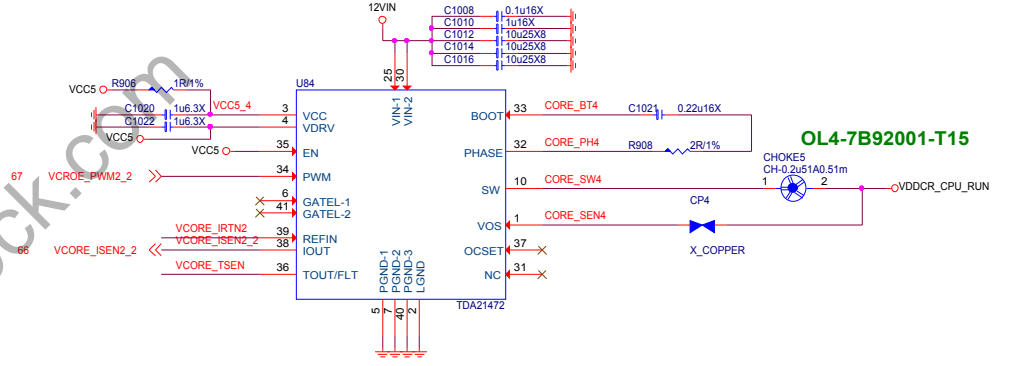 12VIN
C1008 0.1u16X
C1010 1u16X
C1012 10u25X8
C1014 10u25X8
C1016 10u25X8
25 30
U84
VCC5 R906 1R/1%
C1020 1u6.3X VCC5_4 3 VCC
C1022 1u6.3X 4 VDRV
VCC5
VCC5 35 EN
67 VCROE_PWM2_2 34 PWM
6 GATEL-1
41 GATEL-2
VCORE_IRTN2 39 REFIN
66 VCORE_ISEN2_2 VCORE_ISEN2_2 38 IOUT
VCORE_TSEN 36 TOUT/FLT
VIN-1 VIN-2
BOOT 33 CORE_BT4 C1021 0.22u16X
PHASE 32 CORE_PH4 R908 2R/1%
OL4-7B92001-T15
CHOKE5
CH-0.2u51A0.51m
SW 10 CORE_SW4 1 2 VDDCR_CPU_RUN
CP4
VOS 1 CORE_SEN4
X_COPPER
OCSET 37
NC 31
PGND-1 PGND-2 PGND-3 LGND
TDA21472
5 7 40 2
ck.com